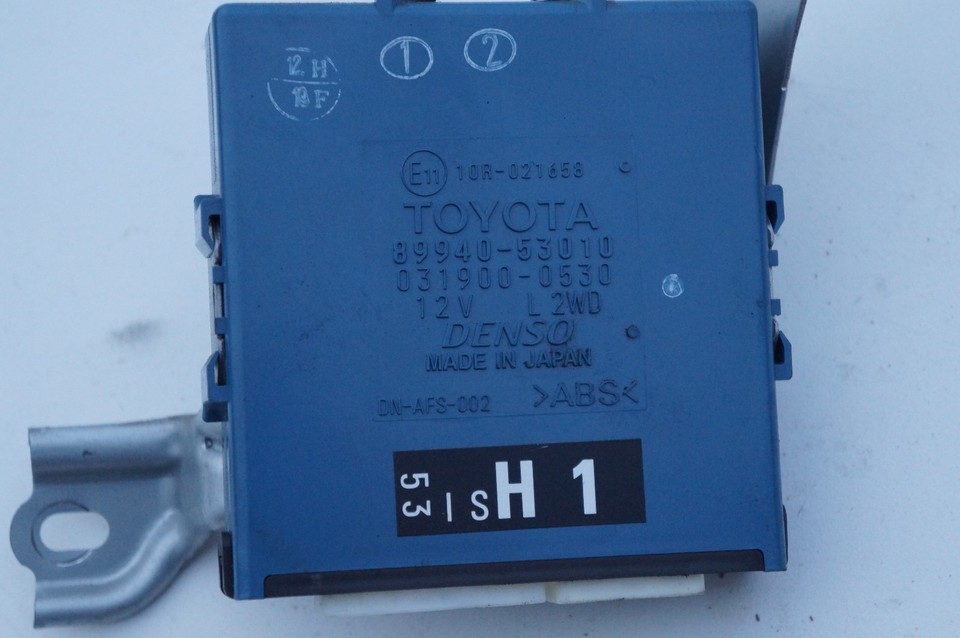 1 2
12 H
F
E11 10R-021658
TOYOTA
89940-53010
031900-0530
12V L 2WD
DENSO
MADE IN JAPAN
DN-AFS-002 >ABS<
53 | S H 1